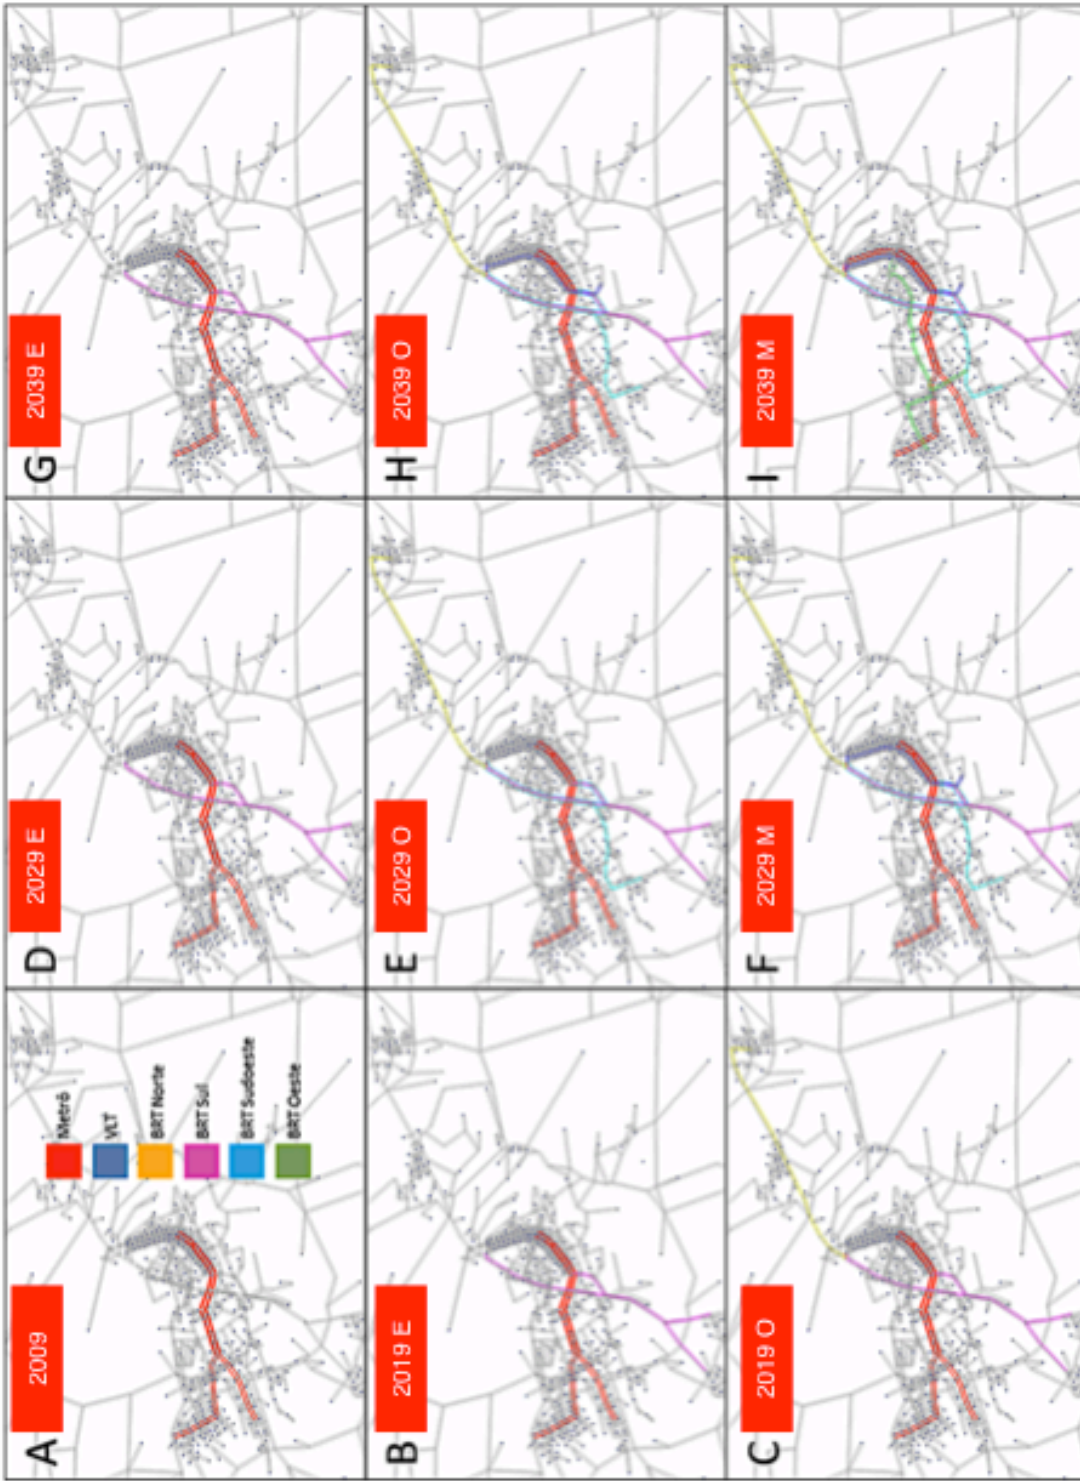 A
2009
Metrô
VLT
BRT Norte
BRT Sul
BRT Sudoeste
BRT Oeste
D
2029 E
G
2039 E
B
2019 E
E
2029 O
H
2039 O
C
2019 O
F
2029 M
I
2039 M